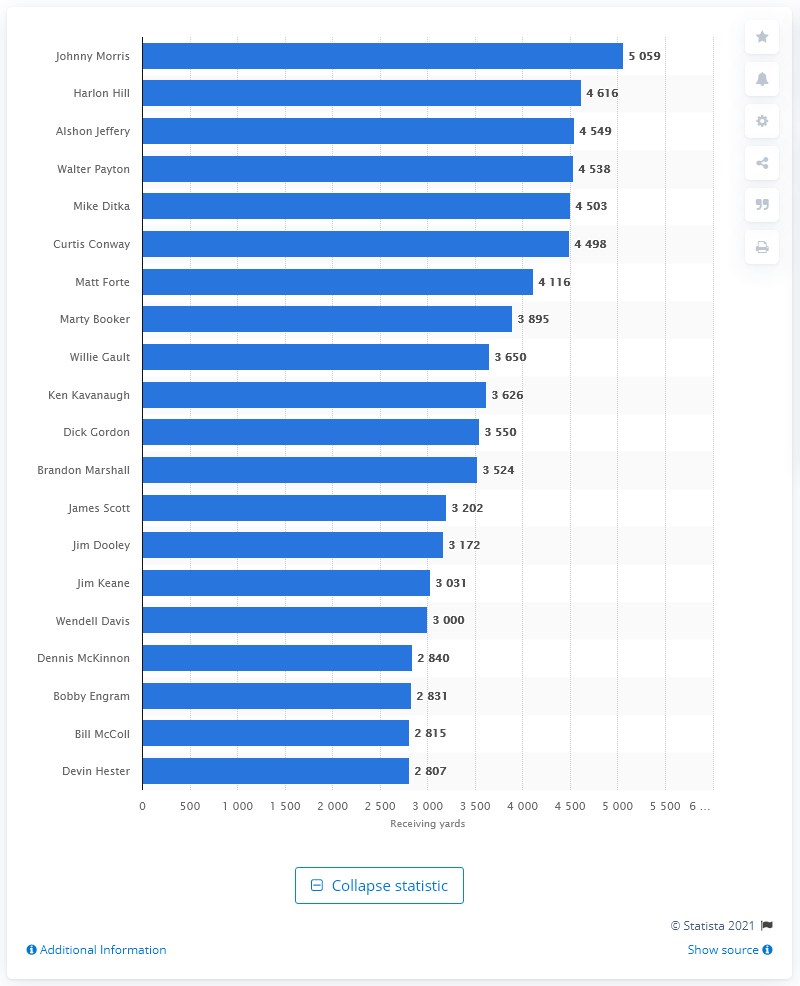 Johnny Morris 5 059
Harlon Hill 4 616
Alshon Jeffery 4 549
Walter Payton 4 538
Mike Ditka 4 503
Curtis Conway 4 498
Matt Forte 4 116
Marty Booker 3 895
Willie Gault 3 650
Ken Kavanaugh 3 626
Dick Gordon 3 550
Brandon Marshall 3 524
James Scott 3 202
Jim Dooley 3 172
Jim Keane 3 031
Wendell Davis 3 000
Dennis McKinnon 2 840
Bobby Engram 2 831
Bill McColl 2 815
Devin Hester 2 807
0 500 1 000 1 500 2 000 2 500 3 000 3 500 4 000 4 500 5 000 5 500 6 ...
Receiving yards
Collapse statistic
© Statista 2021
Additional Information Show source